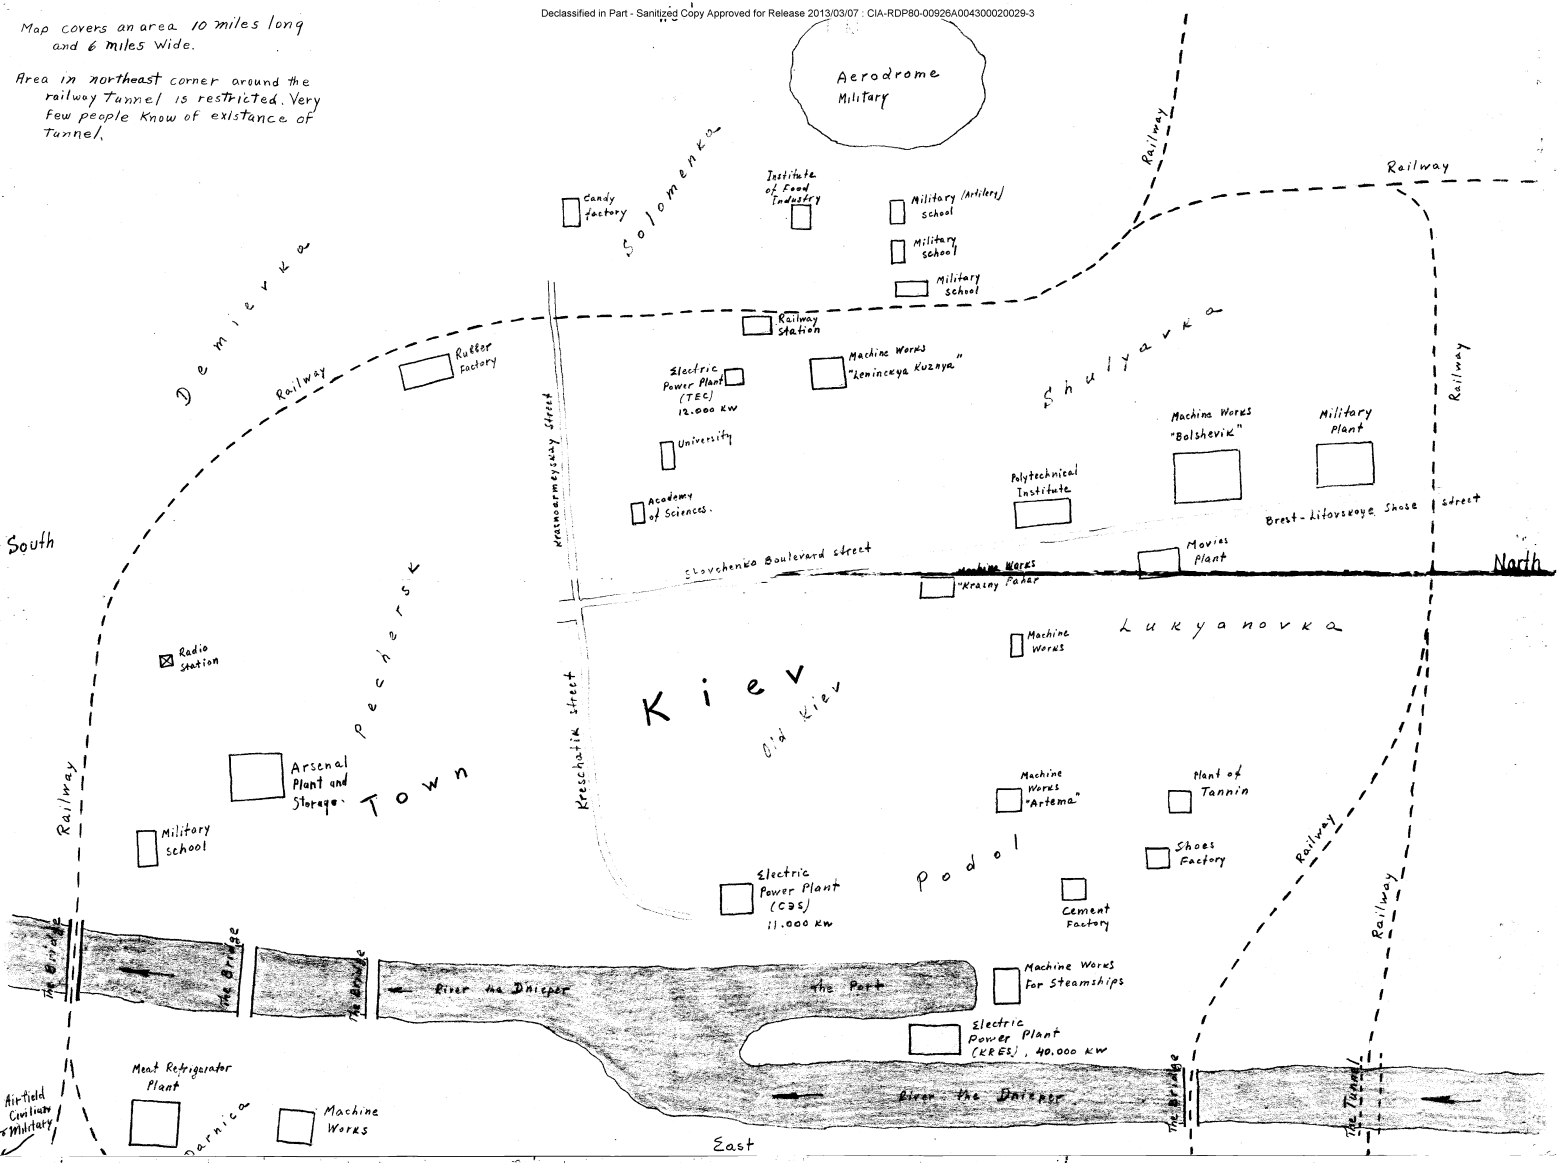 Declassified in Part - Sanitized Copy Approved for Release 2013/03/07 : CIA-RDP80-00926A004300020029-3
Map covers an area 10 miles long
and 6 miles Wide.
Area in northeast corner around the
railway Tunnel is restricted. Very
few people know of existance of
tunnel.
Aerodrome
Military
Railway
Railway
Solomenka
Candy
factory
Institute
of Food
Industry
Military (Artilery)
school
Military
school
Military
school
Demievka
Railway
Rubber
Factory
Railway
station
Electric
Power Plant
(TEC)
12.000 KW
Machine Works
"Leninckya Kuznya"
Shulyavka
Railway
Machine Works
"Bolshevik"
Military
Plant
University
Academy
of Sciences.
Krasnoarmeyskay Street
Polytechnical
Institute
Brest-Litovskoye Shose street
South
Shevchenko Boulevard street
Movies
Plant
Machine Works
"Krasny Pahar
North
Pechersk
Lukyanovka
Machine
Works
Radio
Station
Kiev
Old Kiev
Kreschatik street
Arsenal
Plant and
Storage.
Town
Railway
Machine
Works
"Artema"
Plant of
Tannin
Military
school
Podol
Shoes
Factory
Railway
Electric
Power Plant
(CЭS)
11.000 KW
Cement
Factory
Railway
The Bridge
The Bridge
The Bridge
River the Dnieper
The Port
Machine Works
For Steamships
Electric
Power Plant
(KRES), 40.000 KW
Meat Refrigerator
Plant
Airfield
Civilian
Military
Darnica
Machine
Works
River the Dnieper
The Bridge
The Tunnel
East